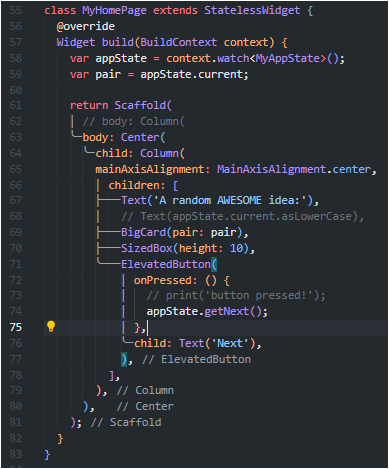 55 class MyHomePage extends StatelessWidget {
56 @override
57 Widget build(BuildContext context) {
58 var appState = context.watch<MyAppState>();
59 var pair = appState.current;
60
61 return Scaffold(
62 // body: Column(
63 body: Center(
64 child: Column(
65 mainAxisAlignment: MainAxisAlignment.center,
66 children: [
67 Text('A random AWESOME idea:'),
68 // Text(appState.current.asLowerCase),
69 BigCard(pair: pair),
70 SizedBox(height: 10),
71 ElevatedButton(
72 onPressed: () {
73 // print('button pressed!');
74 appState.getNext();
75 },
76 child: Text('Next'),
77 ), // ElevatedButton
78 ],
79 ), // Column
80 ), // Center
81 ); // Scaffold
82 }
83 }